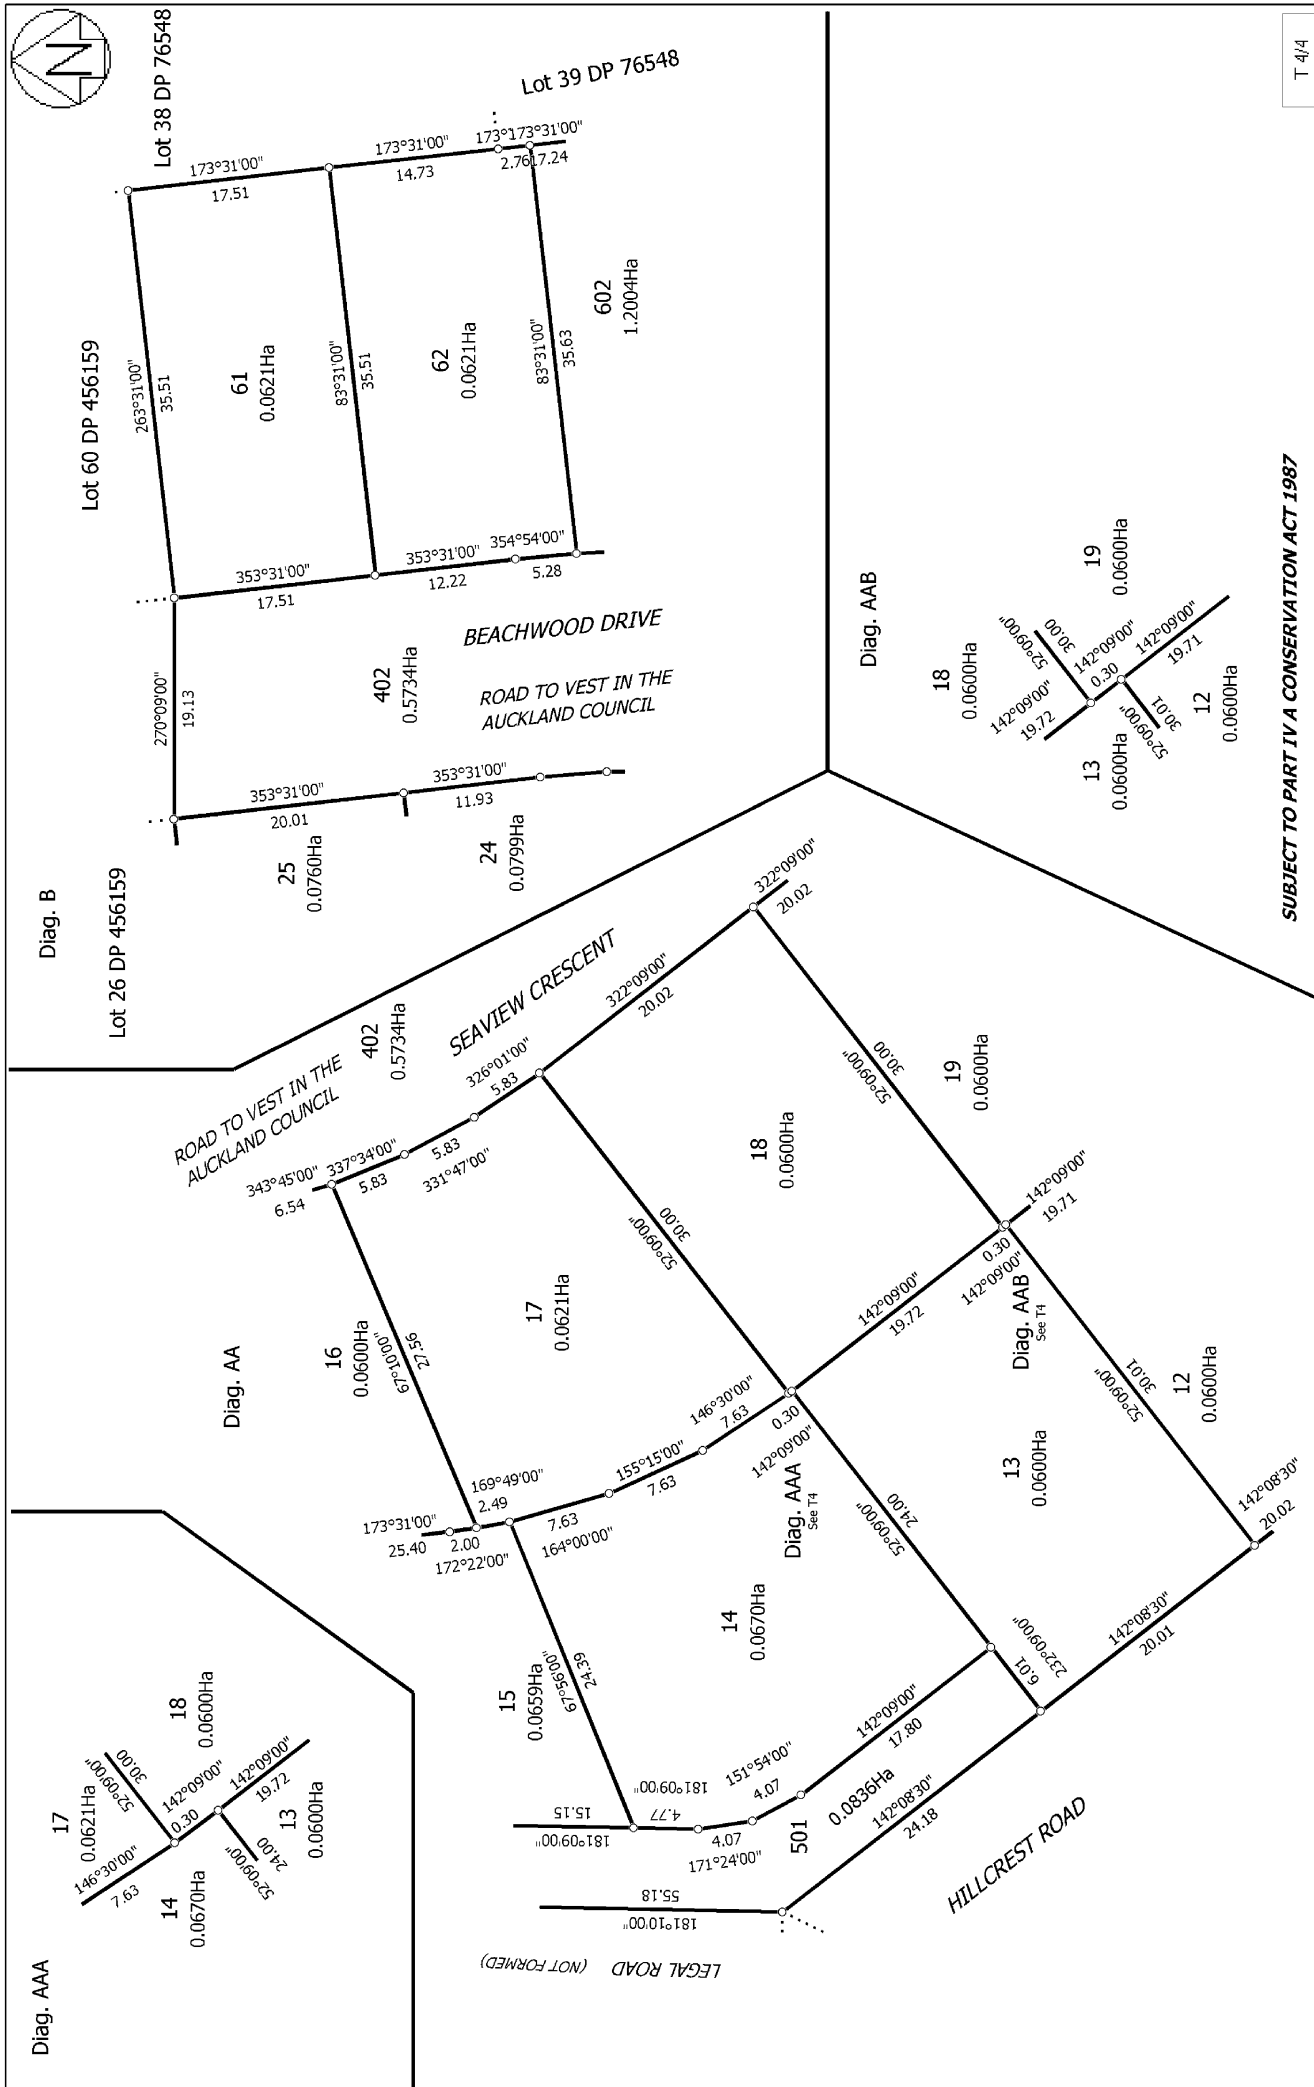 Diag. AAA
17
0.0621Ha
146°30'00"
7.63
14
0.0670Ha
52°09'00"
30.00
142°09'00"
0.30
18
0.0600Ha
142°09'00"
19.72
52°09'00"
24.00
13
0.0600Ha
Diag. AA
ROAD TO VEST IN THE
AUCKLAND COUNCIL
402
0.5734Ha
SEAVIEW CRESCENT
343°45'00"
6.54
337°34'00"
5.83
331°47'00"
5.83
326°01'00"
5.83
322°09'00"
20.02
322°09'00"
20.02
16
0.0600Ha
67°10'00"
27.56
17
0.0621Ha
52°09'00"
30.00
18
0.0600Ha
52°09'00"
30.00
19
0.0600Ha
173°31'00"
25.40
172°22'00"
2.00
169°49'00"
2.49
164°00'00"
7.63
155°15'00"
7.63
146°30'00"
7.63
142°09'00"
0.30
142°09'00"
19.72
142°09'00"
0.30
142°09'00"
19.71
Diag. AAA
See T4
Diag. AAB
See T4
15
0.0659Ha
67°56'00"
24.39
14
0.0670Ha
52°09'00"
24.00
13
0.0600Ha
52°09'00"
30.01
12
0.0600Ha
181°09'00"
15.15
181°09'00"
4.77
171°24'00"
4.07
151°54'00"
4.07
142°09'00"
17.80
232°09'00"
6.01
501
0.0836Ha
181°10'00"
55.18
142°08'30"
24.18
142°08'30"
20.01
142°08'30"
20.02
LEGAL ROAD (NOT FORMED)
HILLCREST ROAD
Diag. B
Lot 26 DP 456159
Lot 60 DP 456159
Lot 38 DP 76548
Lot 39 DP 76548
N
270°09'00"
19.13
263°31'00"
35.51
353°31'00"
20.01
353°31'00"
11.93
25
0.0760Ha
24
0.0799Ha
402
0.5734Ha
BEACHWOOD DRIVE
ROAD TO VEST IN THE
AUCKLAND COUNCIL
353°31'00"
17.51
353°31'00"
12.22
354°54'00"
5.28
61
0.0621Ha
83°31'00"
35.51
62
0.0621Ha
83°31'00"
35.63
602
1.2004Ha
173°31'00"
17.51
173°31'00"
14.73
173°
2.76
173°31'00"
17.24
Diag. AAB
18
0.0600Ha
142°09'00"
19.72
52°09'00"
30.00
19
0.0600Ha
142°09'00"
0.30
142°09'00"
19.71
13
0.0600Ha
52°09'00"
30.01
12
0.0600Ha
SUBJECT TO PART IV A CONSERVATION ACT 1987
T 4/4